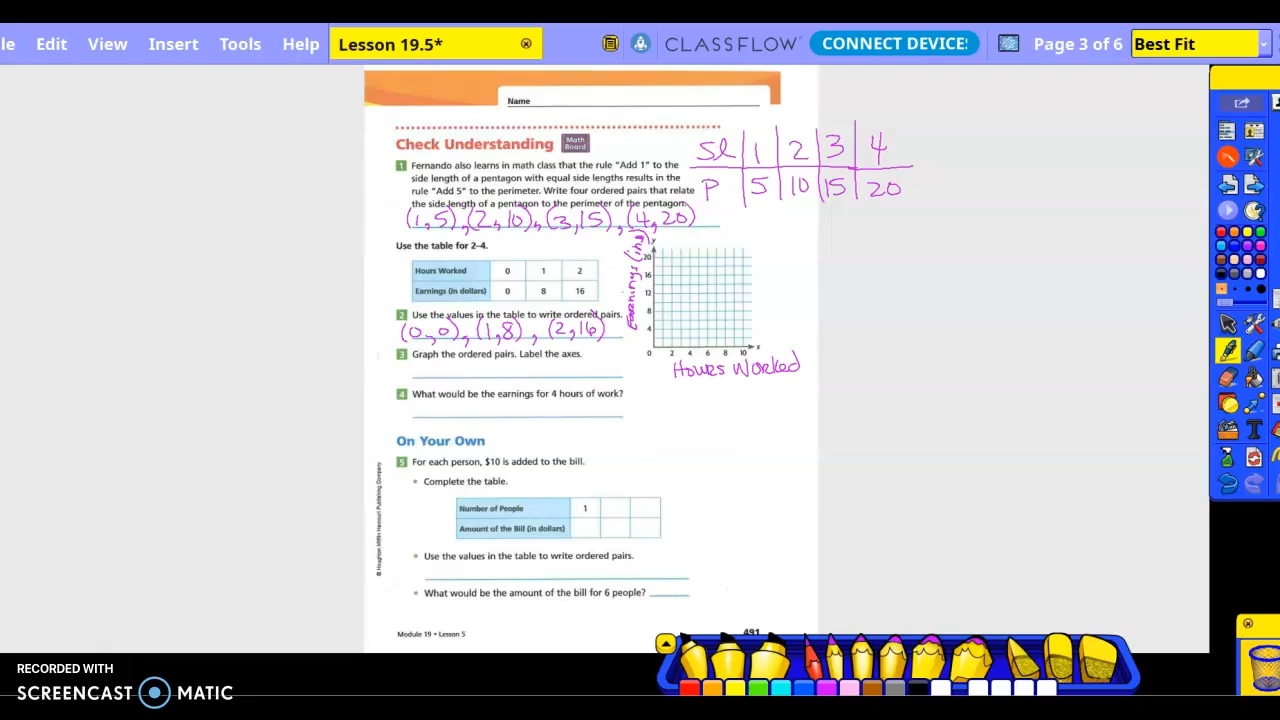 le Edit View Insert Tools Help Lesson 19.5* CLASSFLOW CONNECT DEVICES Page 3 of 6 Best Fit
Name
Check Understanding Math Board
1 Fernando also learns in math class that the rule "Add 1" to the
side length of a pentagon with equal side lengths results in the
rule "Add 5" to the perimeter. Write four ordered pairs that relate
the side length of a pentagon to the perimeter of the pentagon.
(1,5), (2,10), (3,15), (4,20)
Sl 1 2 3 4
P 5 10 15 20
Use the table for 2–4.
Hours Worked 0 1 2
Earnings (in dollars) 0 8 16
2 Use the values in the table to write ordered pairs.
(0,0), (1,8), (2,16)
3 Graph the ordered pairs. Label the axes.
4 What would be the earnings for 4 hours of work?
y
20
16
12
8
4
0 2 4 6 8 10 x
Hours Worked
On Your Own
5 For each person, $10 is added to the bill.
• Complete the table.
Number of People 1
Amount of the Bill (in dollars)
• Use the values in the table to write ordered pairs.
• What would be the amount of the bill for 6 people?
© Houghton Mifflin Harcourt Publishing Company
Module 19 • Lesson 5
491
RECORDED WITH
SCREENCAST MATIC